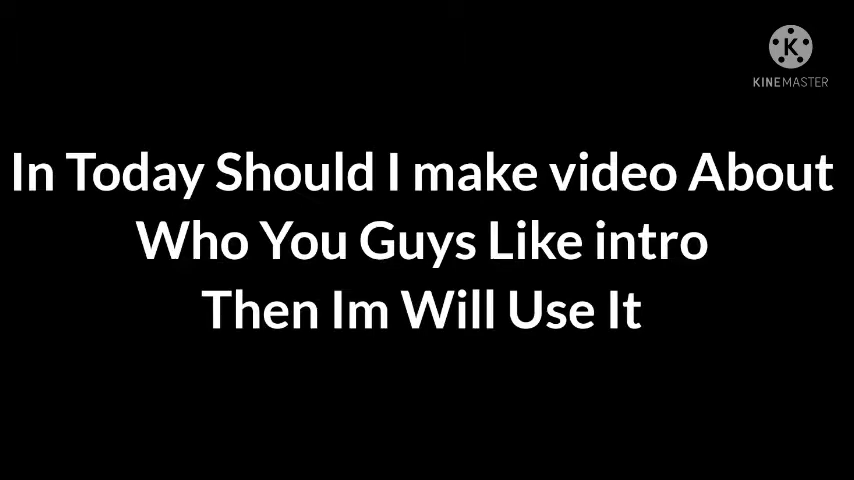 K
KINEMASTER
In Today Should I make video About
Who You Guys Like intro
Then Im Will Use It